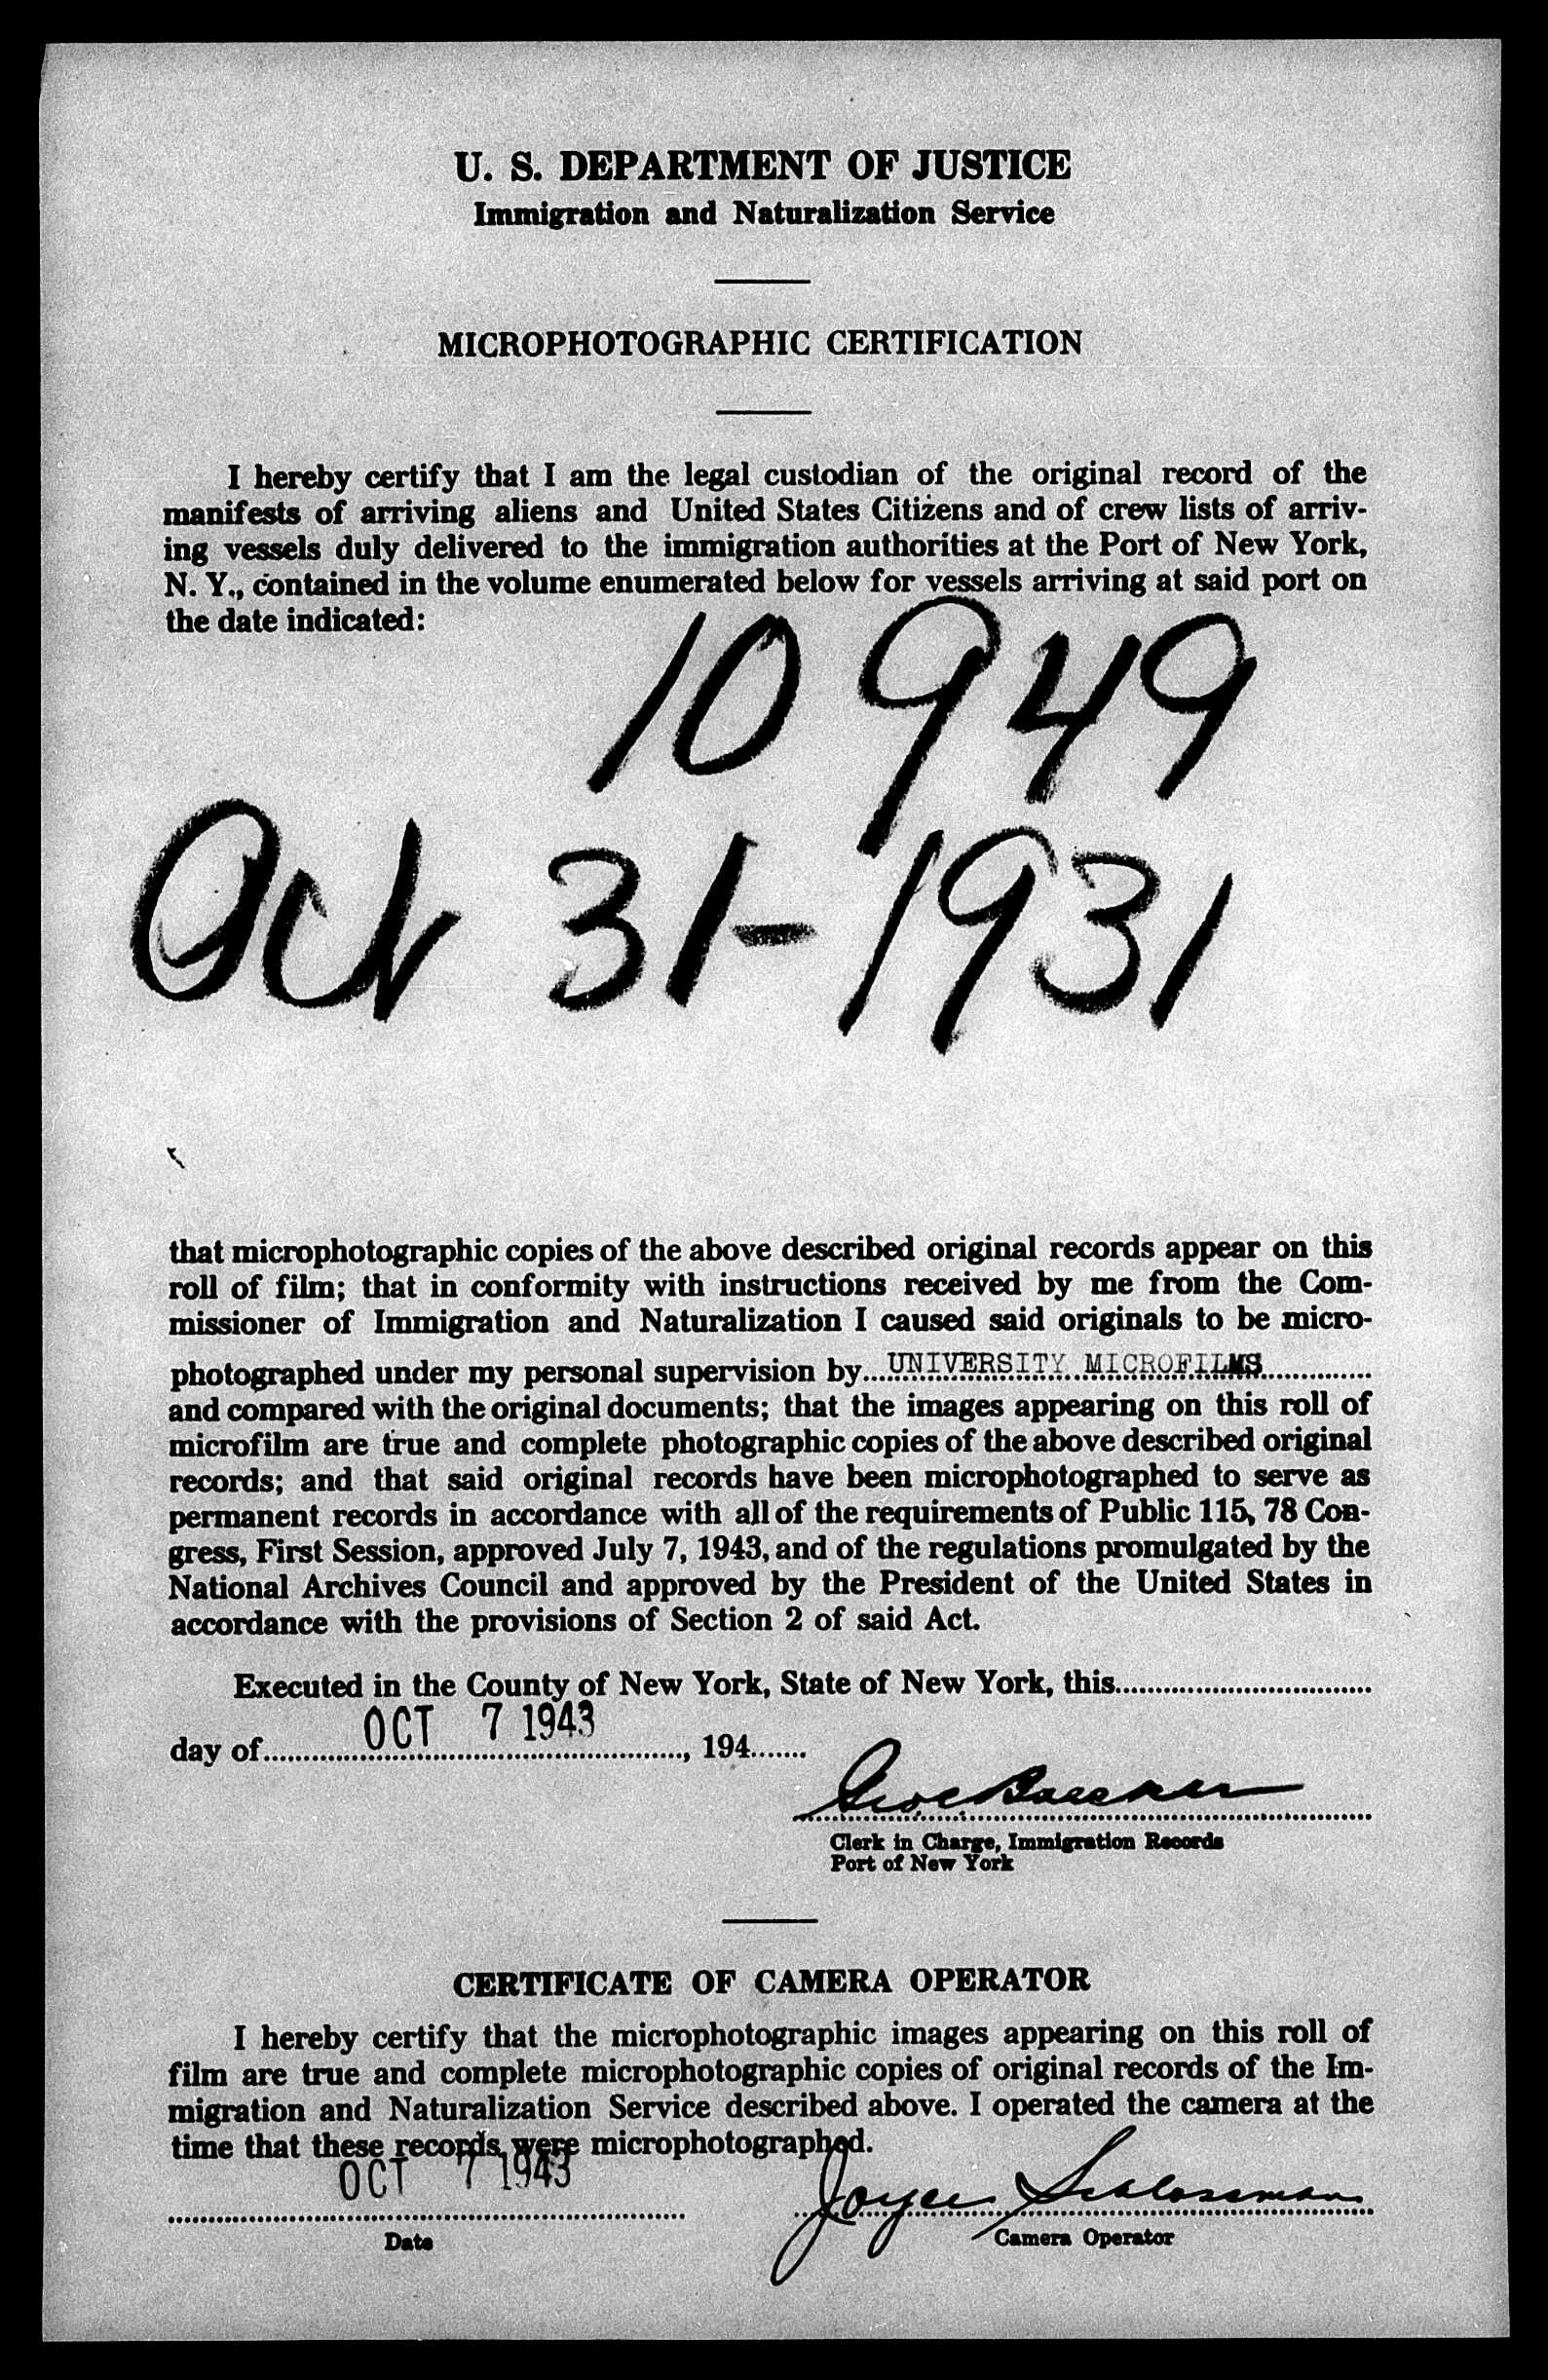 U. S. DEPARTMENT OF JUSTICE
Immigration and Naturalization Service
MICROPHOTOGRAPHIC CERTIFICATION
I hereby certify that I am the legal custodian of the original record of the
manifests of arriving aliens and United States Citizens and of crew lists of arriv-
ing vessels duly delivered to the immigration authorities at the Port of New York,
N. Y., contained in the volume enumerated below for vessels arriving at said port on
the date indicated:
10949
Oct 31-1931
that microphotographic copies of the above described original records appear on this
roll of film; that in conformity with instructions received by me from the Com-
missioner of Immigration and Naturalization I caused said originals to be micro-
photographed under my personal supervision by UNIVERSITY MICROFILMS
and compared with the original documents; that the images appearing on this roll of
microfilm are true and complete photographic copies of the above described original
records; and that said original records have been microphotographed to serve as
permanent records in accordance with all of the requirements of Public 115, 78 Con-
gress, First Session, approved July 7, 1943, and of the regulations promulgated by the
National Archives Council and approved by the President of the United States in
accordance with the provisions of Section 2 of said Act.
Executed in the County of New York, State of New York, this
day of OCT 7 1943, 194
Clerk in Charge, Immigration Records
Port of New York
CERTIFICATE OF CAMERA OPERATOR
I hereby certify that the microphotographic images appearing on this roll of
film are true and complete microphotographic copies of original records of the Im-
migration and Naturalization Service described above. I operated the camera at the
time that these records were microphotographed.
OCT 7 1943 Joyce Schlossman
Date Camera Operator